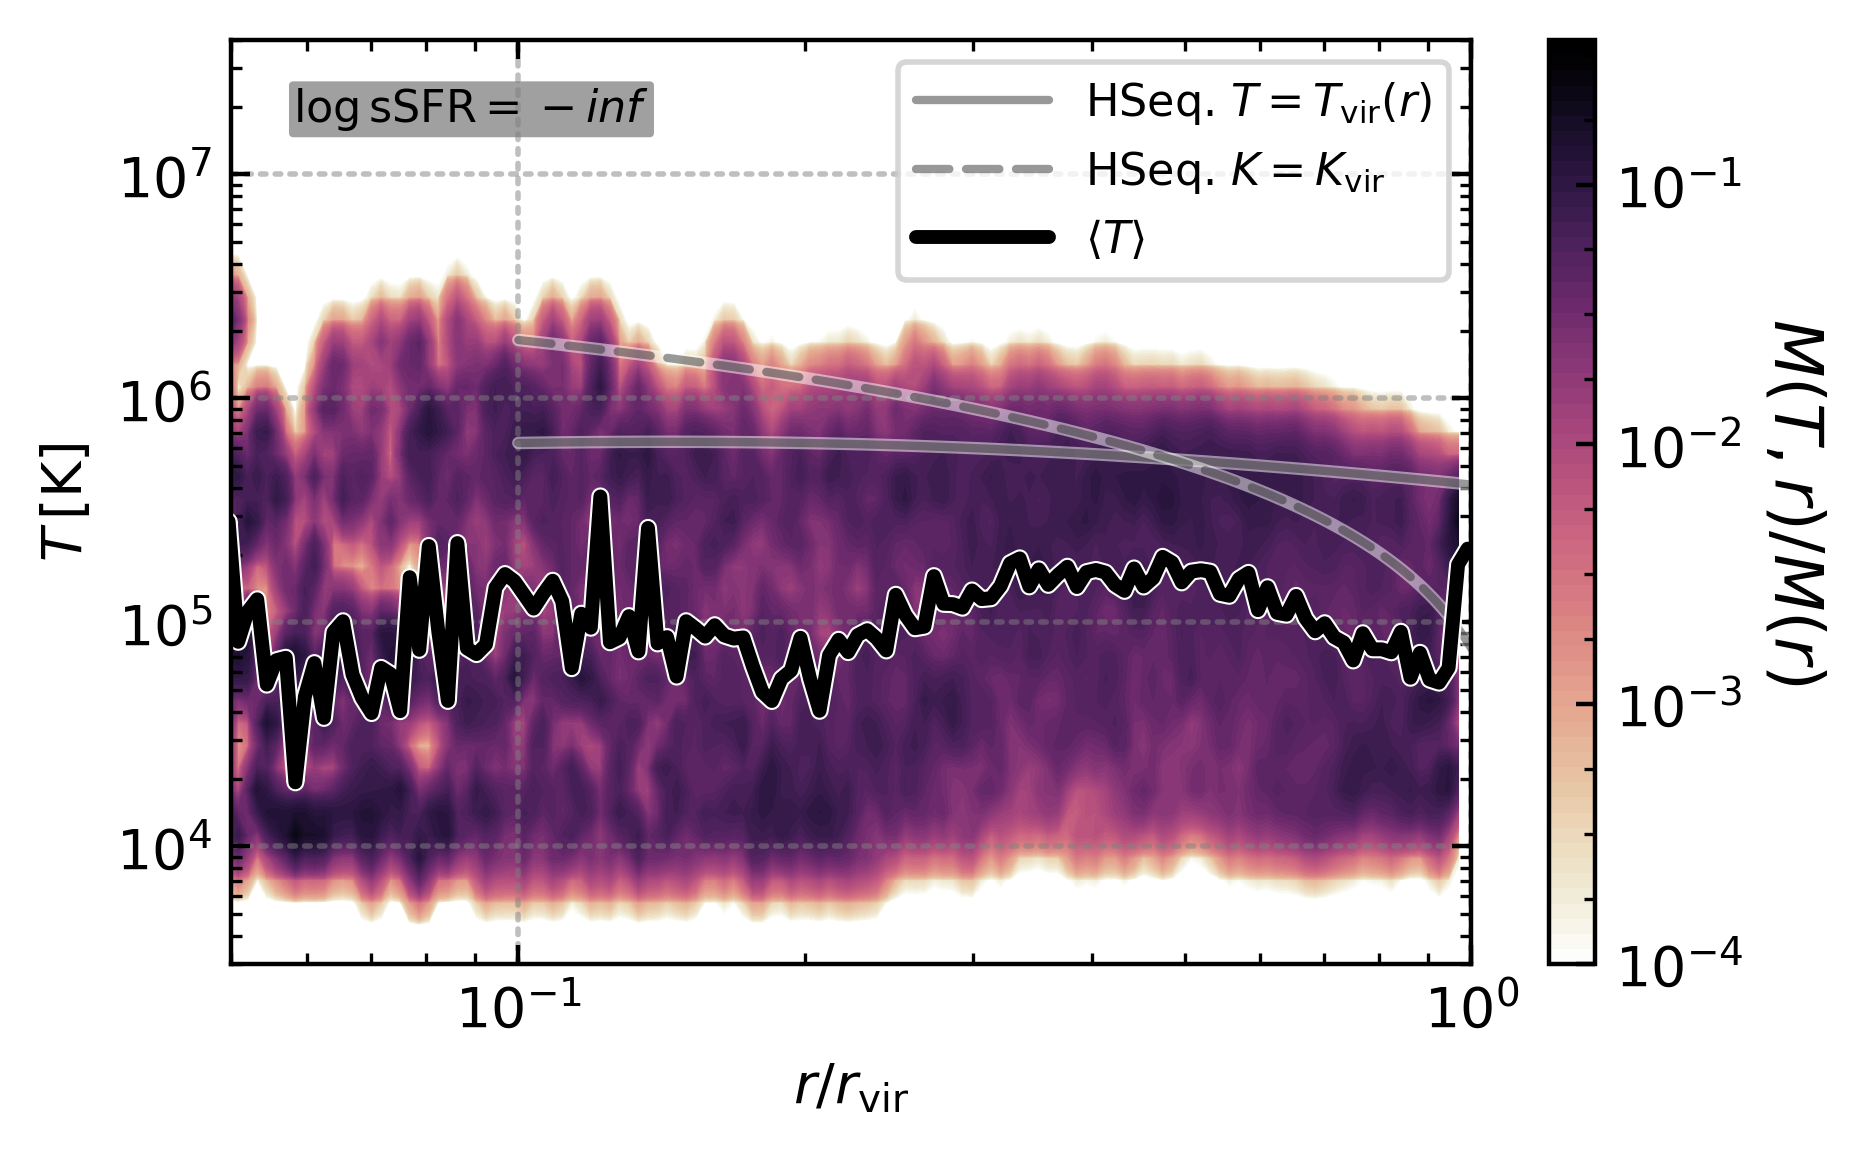 log sSFR = −inf
HSeq. T = T_vir(r)
HSeq. K = K_vir
⟨T⟩
10^7
10^6
10^5
10^4
T [K]
10^−1
10^0
r/r_vir
10^−1
10^−2
10^−3
10^−4
M(T, r)/M(r)